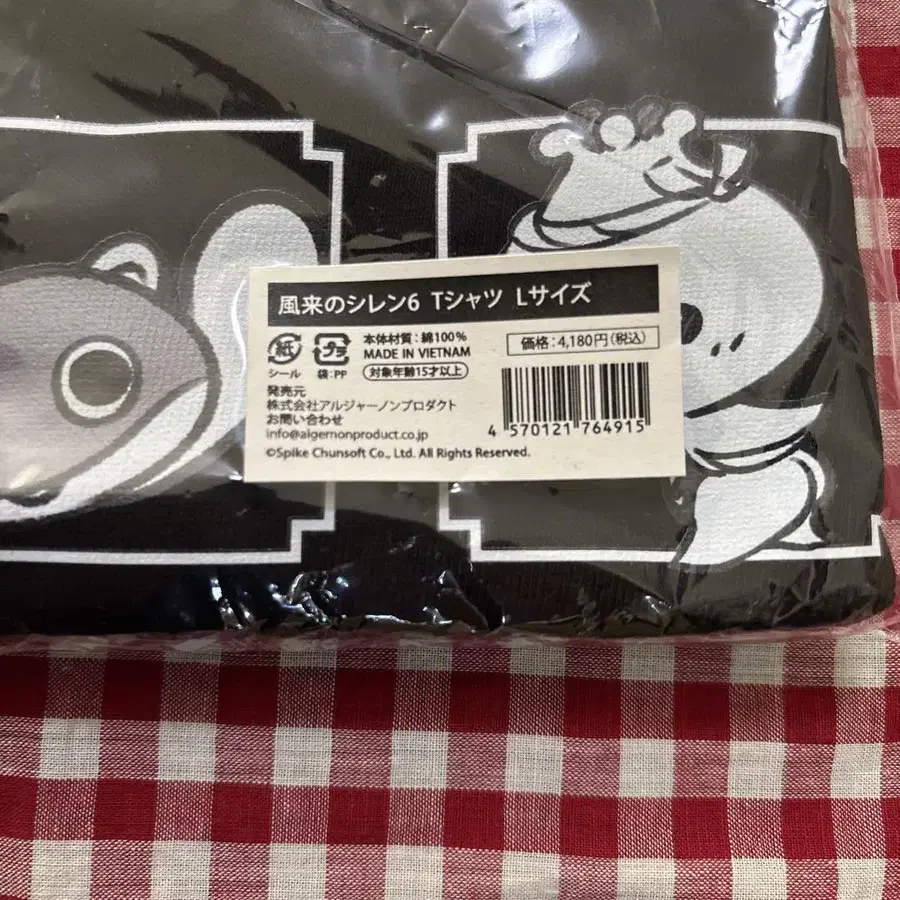 風来のシレン6 Tシャツ Lサイズ
紙
シール
プラ
袋:PP
本体材質:綿100%
MADE IN VIETNAM
対象年齢15才以上
価格:4,180円(税込)
発売元
株式会社アルジャーノンプロダクト
お問い合わせ
info@algernonproduct.co.jp
4 570121 764915
©Spike Chunsoft Co., Ltd. All Rights Reserved.